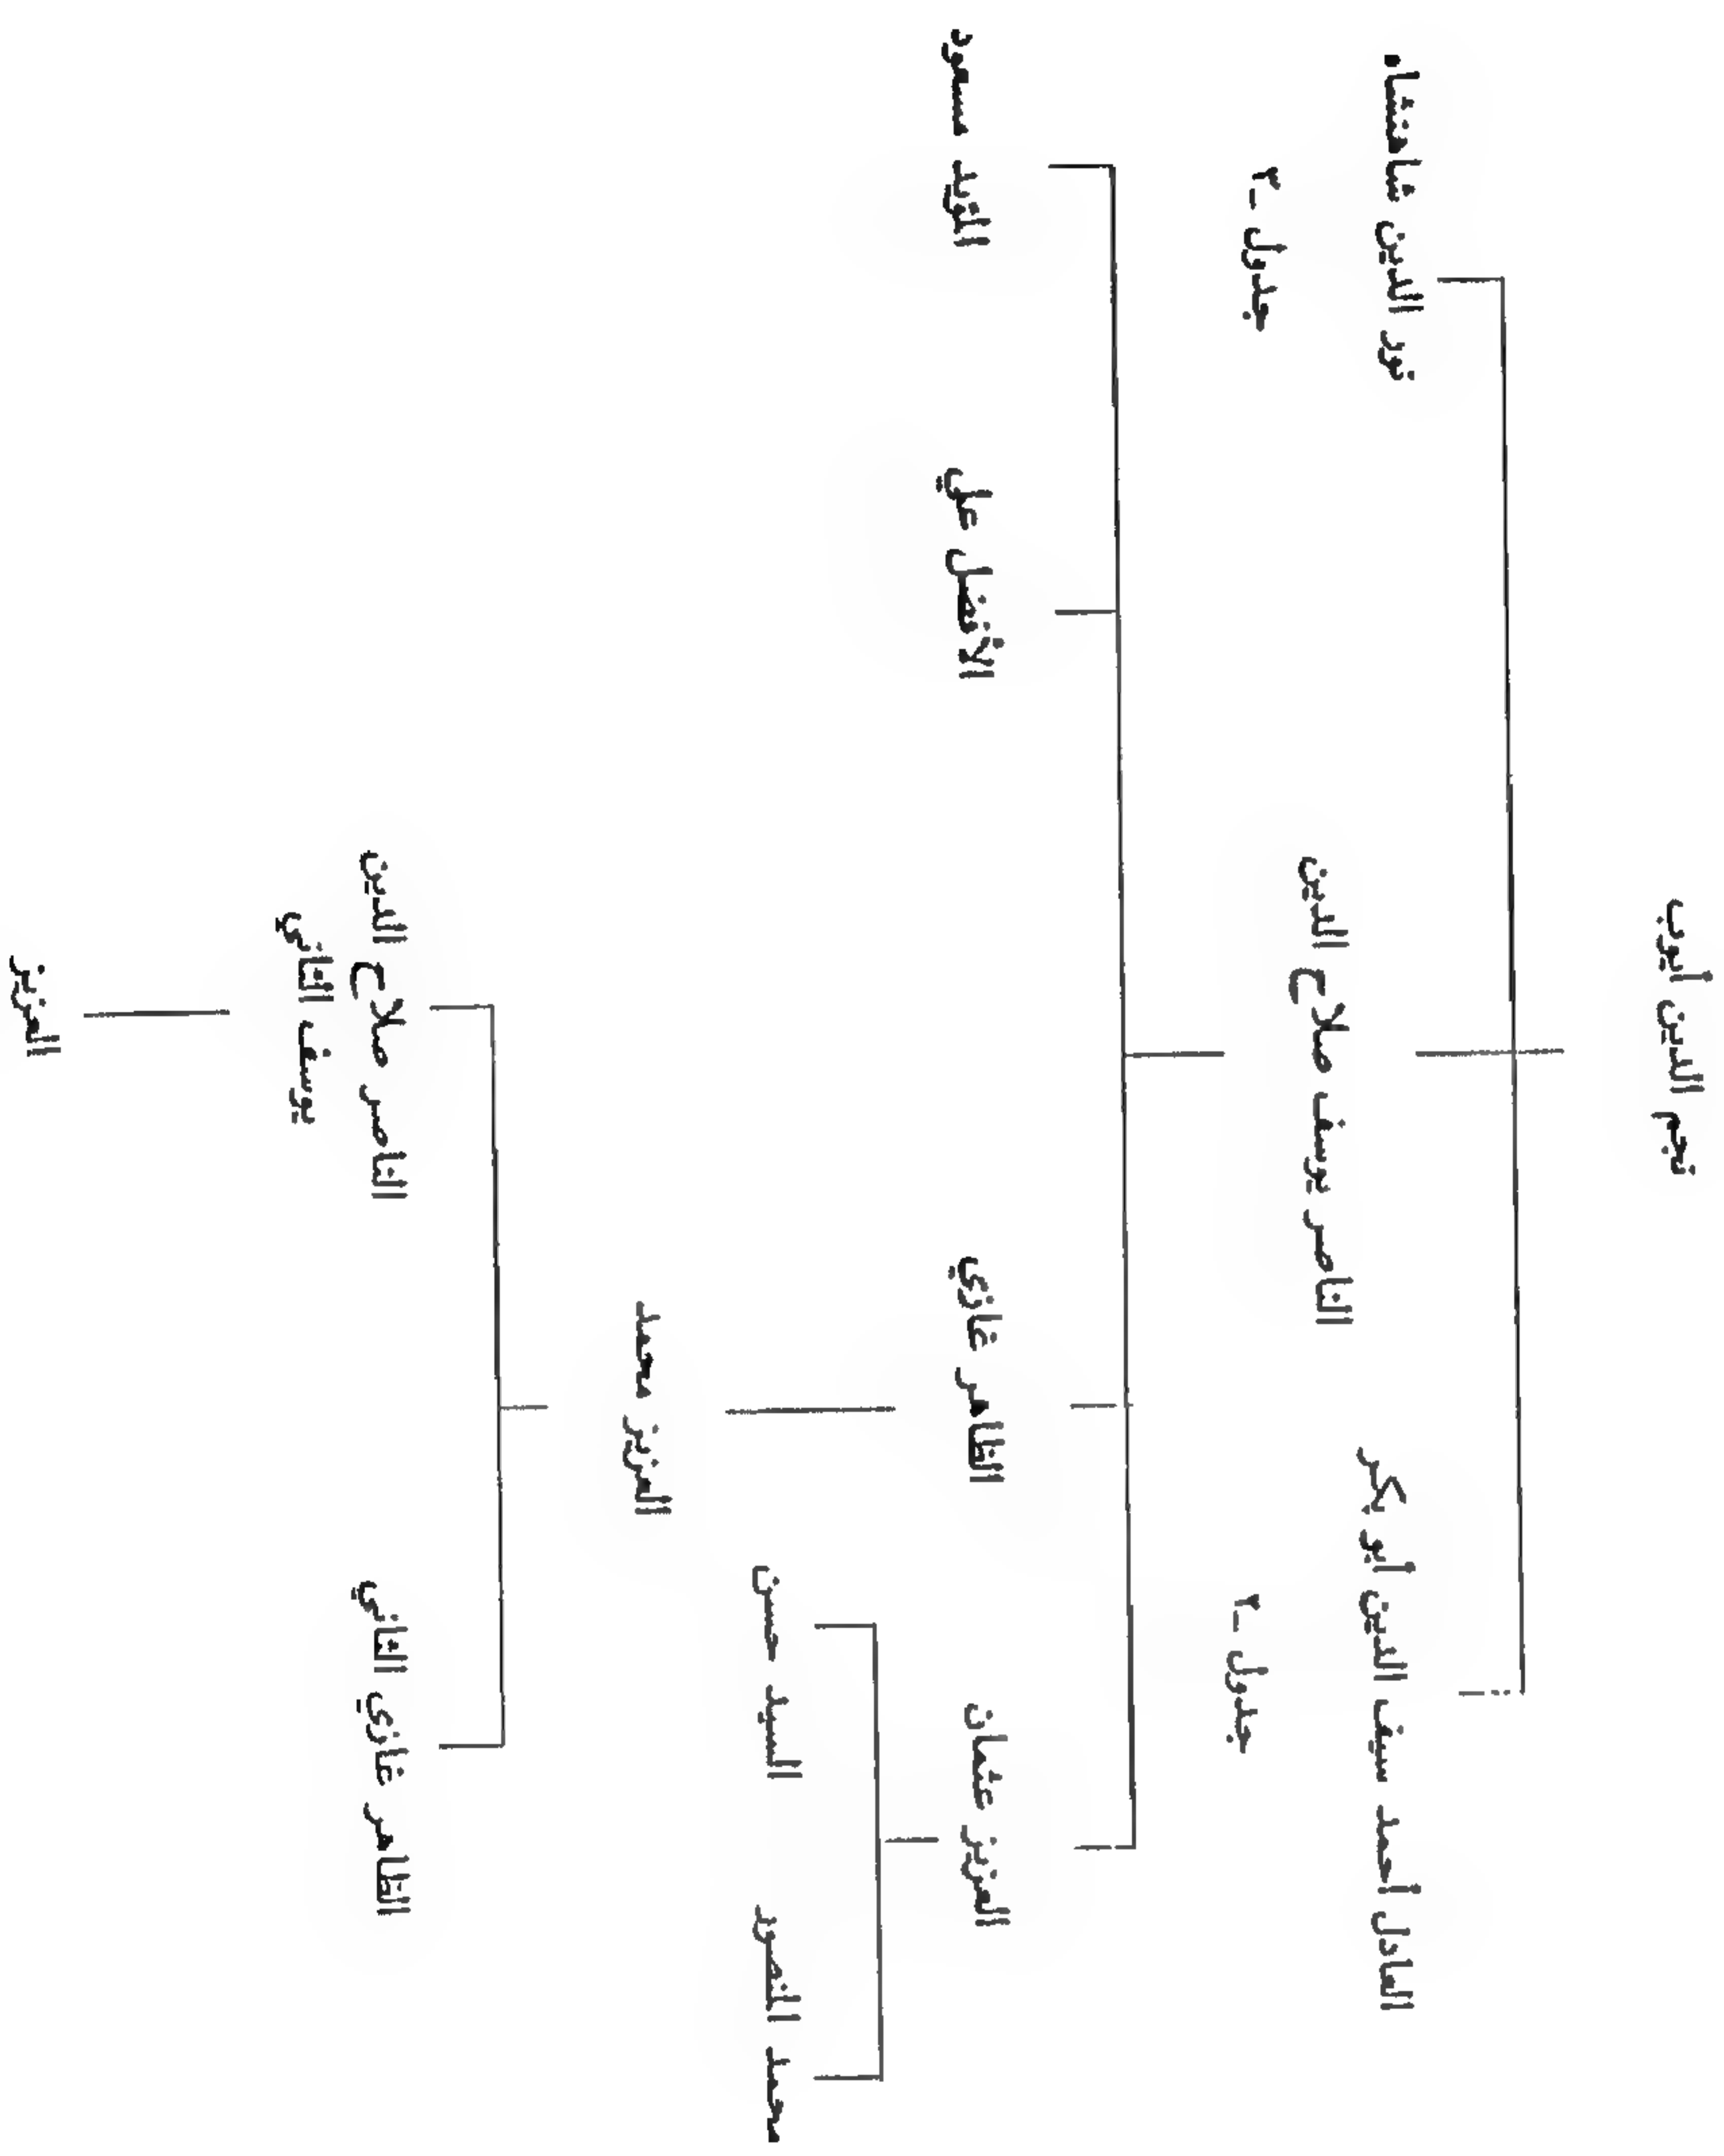 نجم الدين أيوب
العادل أحمد سيف الدين أبو بكر
الناصر يوسف صلاح الدين
نور الدين شاهنشاه
جدول -٢
جدول -٣
العزيز عثمان
الظاهر غازي
الأفضل علي
المؤيد مسعود
محمد المنصور
السيد حسن
العزيز محمد
الظاهر غازي الثاني
الناصر صلاح الدين
يوسف الثاني
العزيز